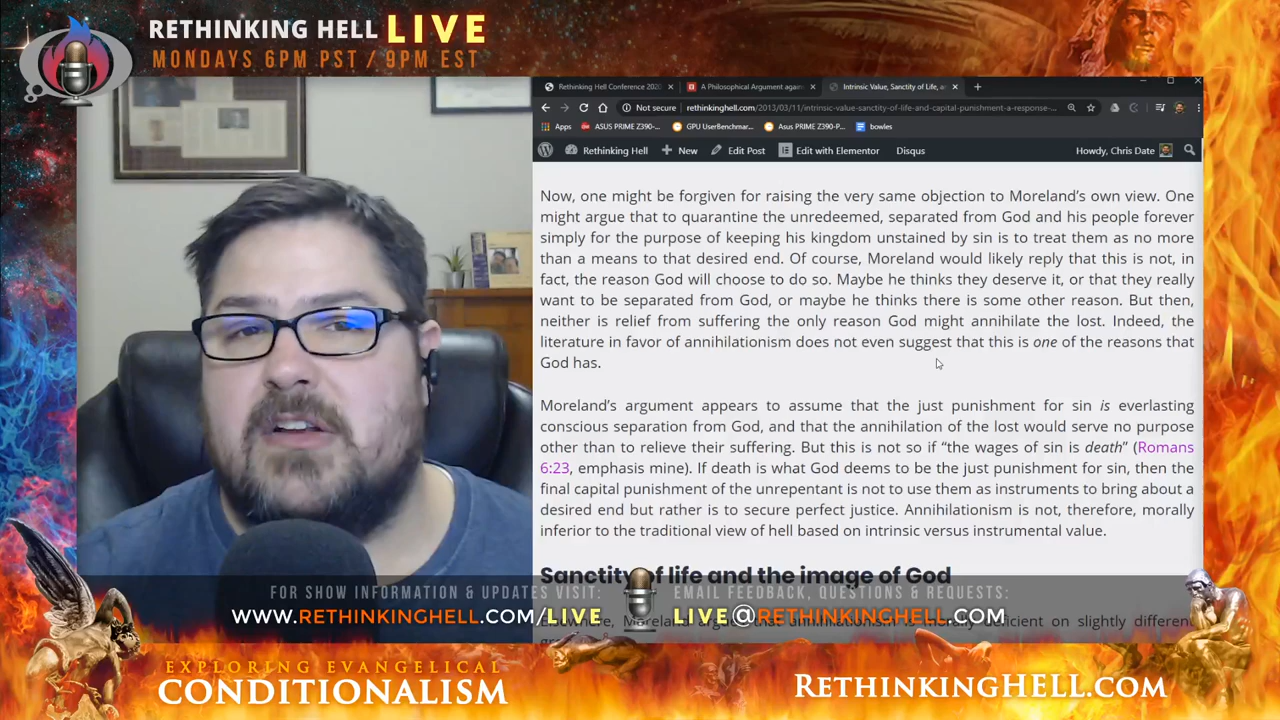 RETHINKING HELL LIVE
MONDAYS 6PM PST / 9PM EST
Rethinking Hell Conference 2020
A Philosophical Argument again
Intrinsic Value, Sanctity of Life, a
Not secure
rethinkinghell.com/2013/03/11/intrinsic-value-sanctity-of-life-and-capital-punishment-a-response-...
Apps
ASUS PRIME Z390-...
GPU UserBenchmar...
Asus PRIME Z390-P...
bowles
Rethinking Hell
New
Edit Post
Edit with Elementor
Disqus
Howdy, Chris Date
Now, one might be forgiven for raising the very same objection to Moreland's own view. One
might argue that to quarantine the unredeemed, separated from God and his people forever
simply for the purpose of keeping his kingdom unstained by sin is to treat them as no more
than a means to that desired end. Of course, Moreland would likely reply that this is not, in
fact, the reason God will choose to do so. Maybe he thinks they deserve it, or that they really
want to be separated from God, or maybe he thinks there is some other reason. But then,
neither is relief from suffering the only reason God might annihilate the lost. Indeed, the
literature in favor of annihilationism does not even suggest that this is one of the reasons that
God has.
Moreland's argument appears to assume that the just punishment for sin is everlasting
conscious separation from God, and that the annihilation of the lost would serve no purpose
other than to relieve their suffering. But this is not so if “the wages of sin is death” (Romans
6:23, emphasis mine). If death is what God deems to be the just punishment for sin, then the
final capital punishment of the unrepentant is not to use them as instruments to bring about a
desired end but rather is to secure perfect justice. Annihilationism is not, therefore, morally
inferior to the traditional view of hell based on intrinsic versus instrumental value.
Sanctity of life and the image of God
Moreland argues that annihilationism is morally deficient on slightly different
FOR SHOW INFORMATION & UPDATES VISIT:
WWW.RETHINKINGHELL.COM/LIVE
EMAIL FEEDBACK, QUESTIONS & REQUESTS:
LIVE@RETHINKINGHELL.COM
EXPLORING EVANGELICAL
CONDITIONALISM
RETHINKINGHELL.COM